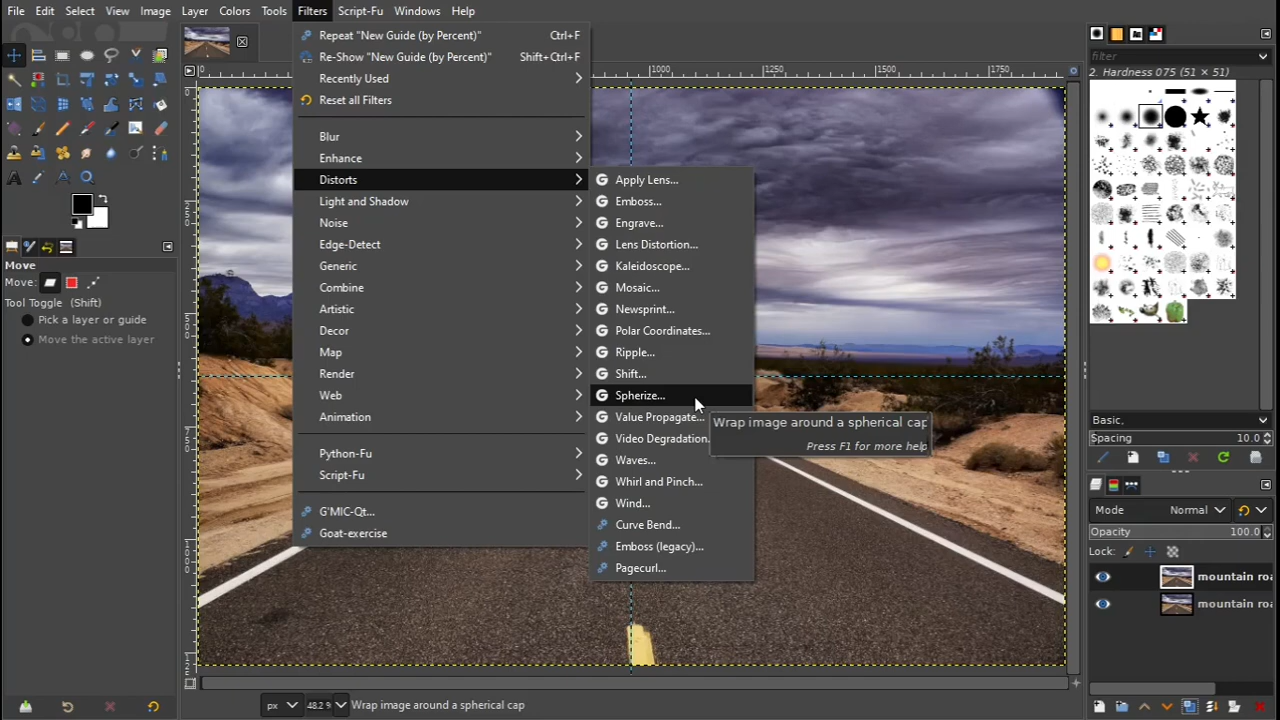 File Edit Select View Image Layer Colors Tools Filters Script-Fu Windows Help
Repeat "New Guide (by Percent)" Ctrl+F
Re-Show "New Guide (by Percent)" Shift+Ctrl+F
Recently Used
Reset all Filters
Blur
Enhance
Distorts
Light and Shadow
Noise
Edge-Detect
Generic
Combine
Artistic
Decor
Map
Render
Web
Animation
Python-Fu
Script-Fu
G'MIC-Qt...
Goat-exercise
Apply Lens...
Emboss...
Engrave...
Lens Distortion...
Kaleidoscope...
Mosaic...
Newsprint...
Polar Coordinates...
Ripple...
Shift...
Spherize...
Value Propagate...
Video Degradation
Waves...
Whirl and Pinch...
Wind...
Curve Bend...
Emboss (legacy)...
Pagecurl...
Wrap image around a spherical cap
Press F1 for more help
Move
Move:
Tool Toggle (Shift)
Pick a layer or guide
Move the active layer
0 1000 1250 1500 1750
filter
2. Hardness 075 (51 × 51)
Basic,
Spacing 10.0
Mode Normal
Opacity 100.0
Lock:
mountain roa
mountain roa
px 48.2 % Wrap image around a spherical cap